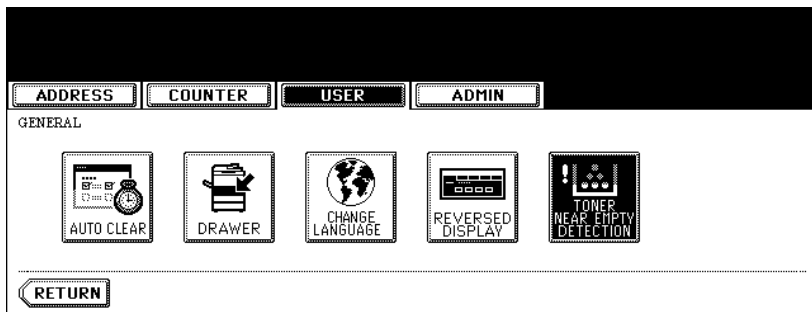 ADDRESS COUNTER USER ADMIN
GENERAL
AUTO CLEAR
DRAWER
CHANGE
LANGUAGE
REVERSED
DISPLAY
!
TONER
NEAR EMPTY
DETECTION
RETURN